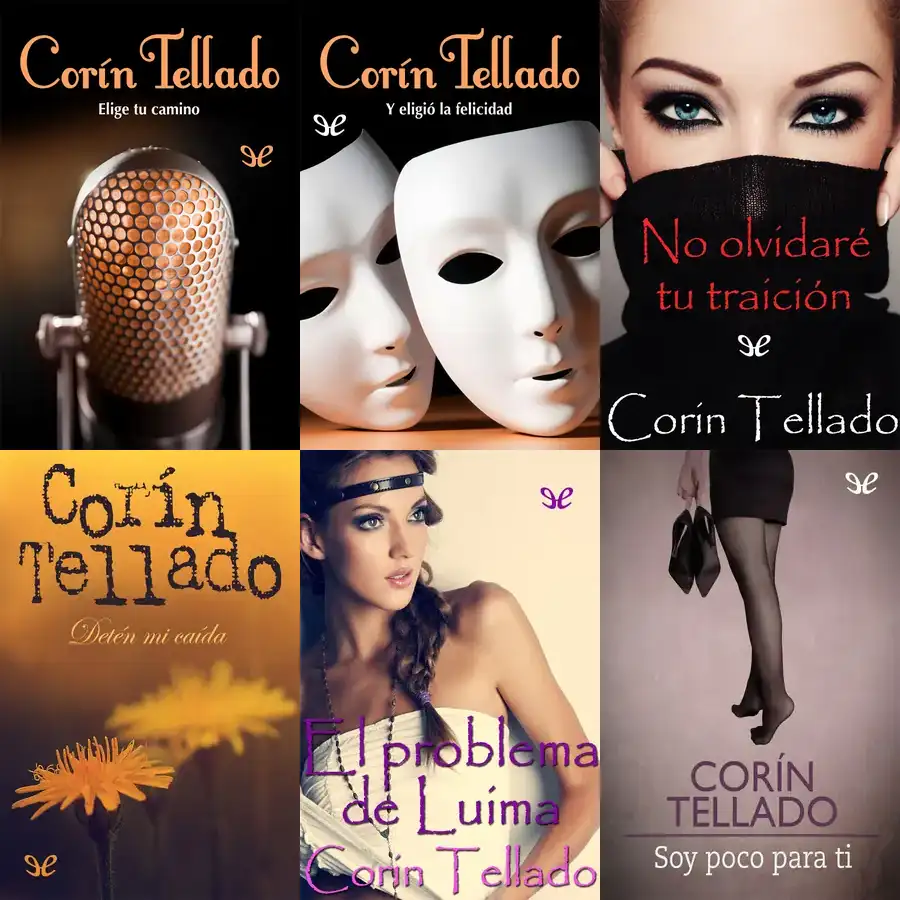 Corín Tellado
Elige tu camino
Corín Tellado
Y eligió la felicidad
No olvidaré
tu traición
Corín Tellado
Corín
Tellado
Detén mi caída
El problema
de Luima
Corín Tellado
CORÍN
TELLADO
Soy poco para ti